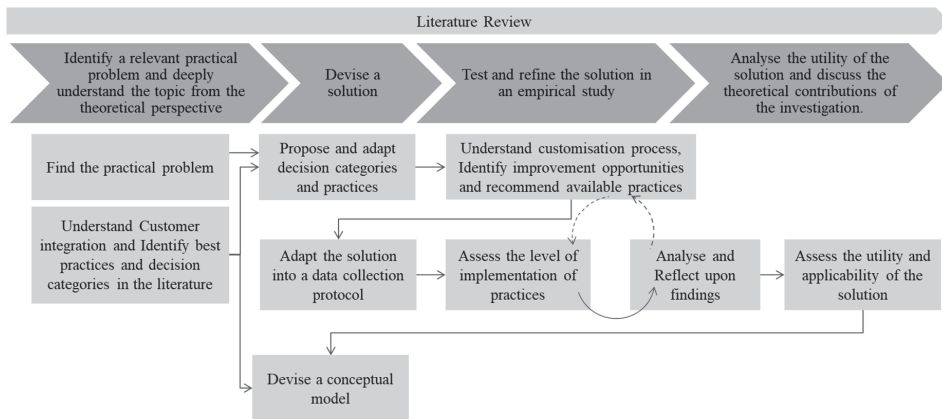 Literature Review
Identify a relevant practical
problem and deeply
understand the topic from the
theoretical perspective
Devise a
solution
Test and refine the solution in
an empirical study
Analyse the utility of the
solution and discuss the
theoretical contributions of
the investigation.
Find the practical problem
Propose and adapt
decision categories
and practices
Understand customisation process,
Identify improvement opportunities
and recommend available practices
Understand Customer
integration and Identify best
practices and decision
categories in the literature
Adapt the solution
into a data collection
protocol
Assess the level of
implementation of
practices
Analyse and
Reflect upon
findings
Assess the utility and
applicability of the
solution
Devise a conceptual
model